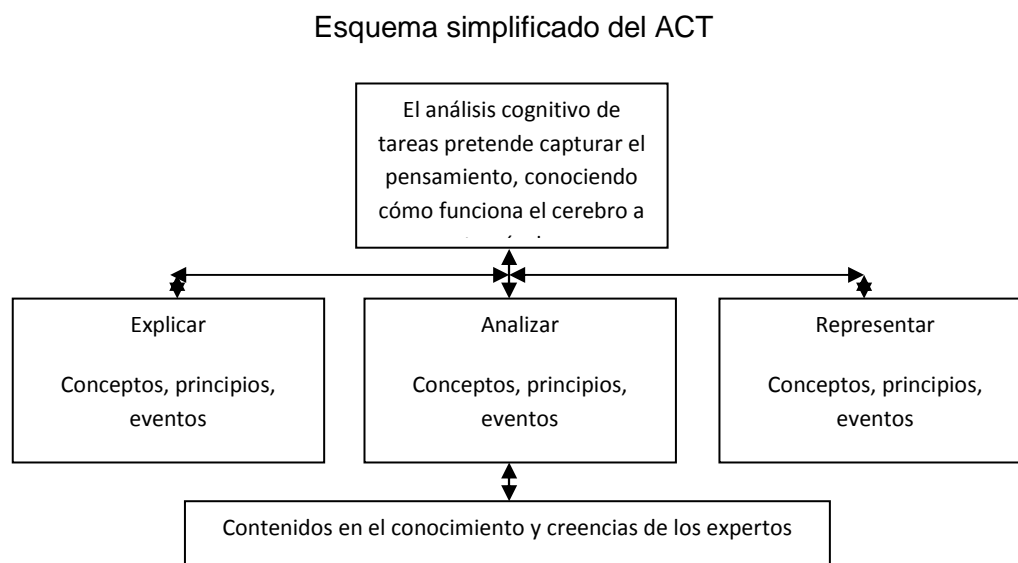 Esquema simplificado del ACT
El análisis cognitivo de
tareas pretende capturar el
pensamiento, conociendo
cómo funciona el cerebro a
Explicar
Conceptos, principios,
eventos
Analizar
Conceptos, principios,
eventos
Representar
Conceptos, principios,
eventos
Contenidos en el conocimiento y creencias de los expertos